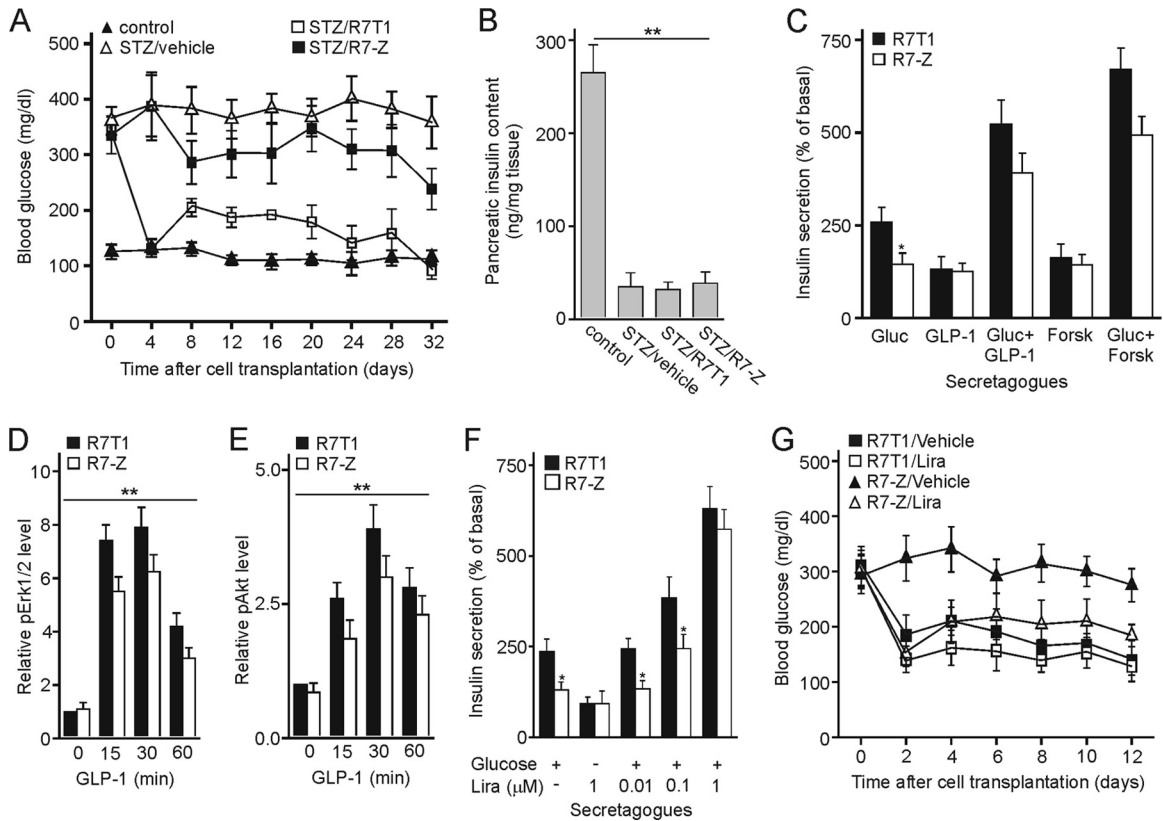 A
control
STZ/vehicle
STZ/R7T1
STZ/R7-Z
Blood glucose (mg/dl)
500
400
300
200
100
0
0 4 8 12 16 20 24 28 32
Time after cell transplantation (days)
B
**
Pancreatic insulin content
(ng/mg tissue)
300
200
100
0
control
STZ/vehicle
STZ/R7T1
STZ/R7-Z
C
R7T1
R7-Z
Insulin secretion (% of basal)
750
500
250
0
*
Gluc GLP-1 Gluc+ Forsk Gluc+
GLP-1 Forsk
Secretagogues
D
R7T1
R7-Z
**
Relative pErk1/2 level
10
8
6
4
2
0
0 15 30 60
GLP-1 (min)
E
R7T1
R7-Z
**
Relative pAkt level
5.0
2.5
0.0
0 15 30 60
GLP-1 (min)
F
R7T1
R7-Z
Insulin secretion (% of basal)
750
500
250
0
* * *
Glucose + - + + +
Lira (μM) - 1 0.01 0.1 1
Secretagogues
G
R7T1/Vehicle
R7T1/Lira
R7-Z/Vehicle
R7-Z/Lira
Blood glucose (mg/dl)
500
400
300
200
100
0
0 2 4 6 8 10 12
Time after cell transplantation (days)